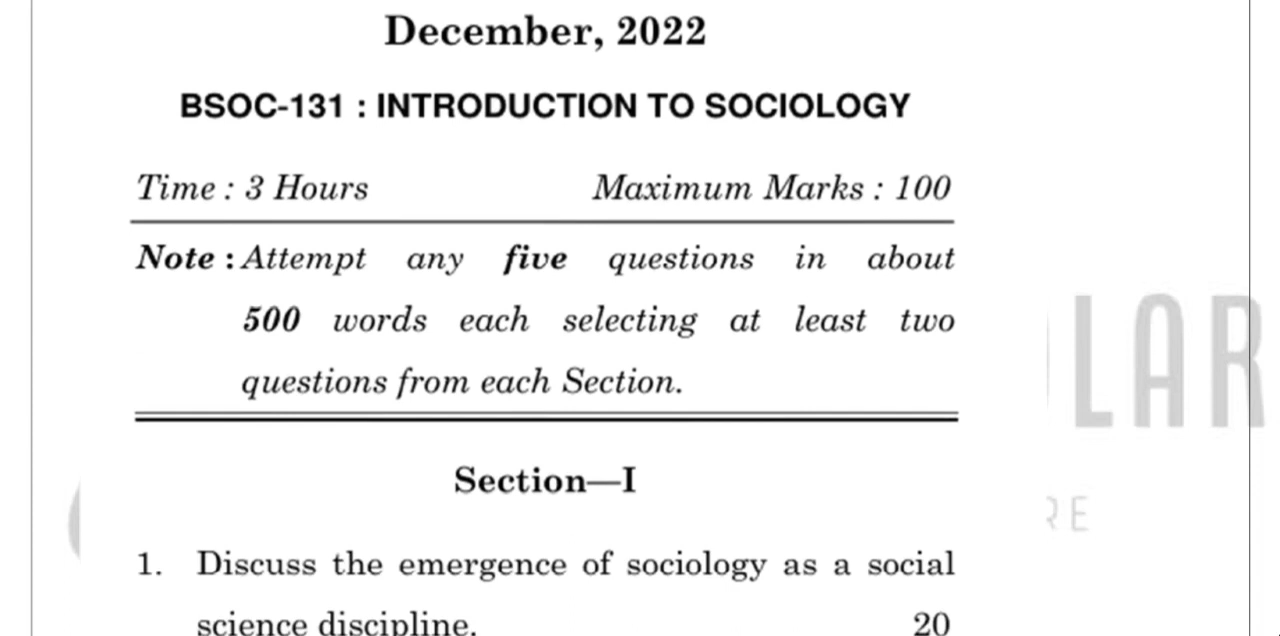 December, 2022
BSOC-131 : INTRODUCTION TO SOCIOLOGY
Time : 3 Hours Maximum Marks : 100
Note : Attempt any five questions in about
500 words each selecting at least two
questions from each Section.
LAR
RE
Section—I
1. Discuss the emergence of sociology as a social
science discipline. 20